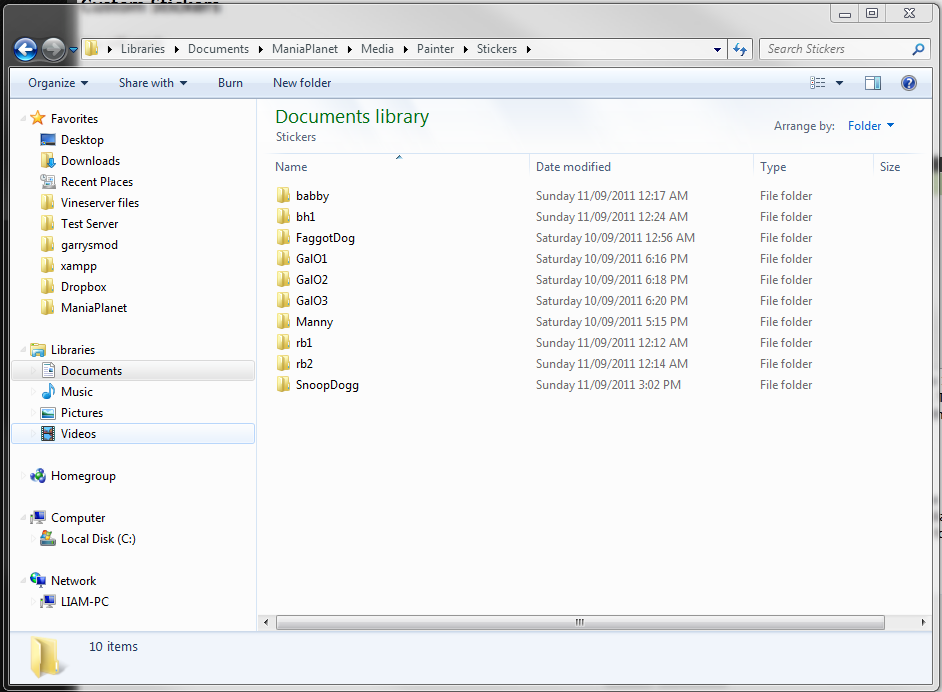 Custom Stickers
Libraries Documents ManiaPlanet Media Painter Stickers
Search Stickers
Organize Share with Burn New folder
Favorites
Desktop
Downloads
Recent Places
Vineserver files
Test Server
garrysmod
xampp
Dropbox
ManiaPlanet
Libraries
Documents
Music
Pictures
Videos
Homegroup
Computer
Local Disk (C:)
Network
LIAM-PC
Documents library
Stickers
Arrange by: Folder
Name Date modified Type Size
babby Sunday 11/09/2011 12:17 AM File folder
bh1 Sunday 11/09/2011 12:24 AM File folder
FaggotDog Saturday 10/09/2011 12:56 AM File folder
GalO1 Saturday 10/09/2011 6:16 PM File folder
GalO2 Saturday 10/09/2011 6:18 PM File folder
GalO3 Saturday 10/09/2011 6:20 PM File folder
Manny Saturday 10/09/2011 5:15 PM File folder
rb1 Sunday 11/09/2011 12:12 AM File folder
rb2 Sunday 11/09/2011 12:14 AM File folder
SnoopDogg Sunday 11/09/2011 3:02 PM File folder
10 items